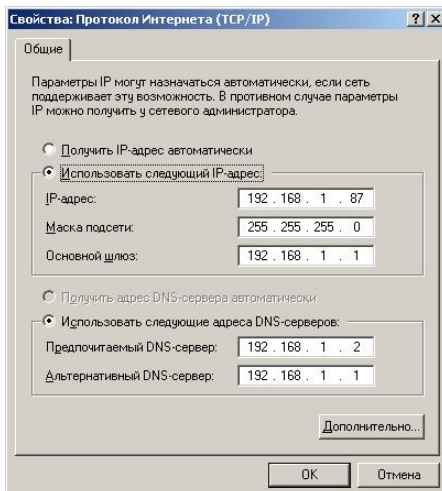 Свойства: Протокол Интернета (TCP/IP)
Общие
Параметры IP могут назначаться автоматически, если сеть
поддерживает эту возможность. В противном случае параметры
IP можно получить у сетевого администратора.
Получить IP-адрес автоматически
Использовать следующий IP-адрес:
IP-адрес: 192 . 168 . 1 . 87
Маска подсети: 255 . 255 . 255 . 0
Основной шлюз: 192 . 168 . 1 . 1
Получить адрес DNS-сервера автоматически
Использовать следующие адреса DNS-серверов:
Предпочитаемый DNS-сервер: 192 . 168 . 1 . 2
Альтернативный DNS-сервер: 192 . 168 . 1 . 1
Дополнительно...
OK Отмена